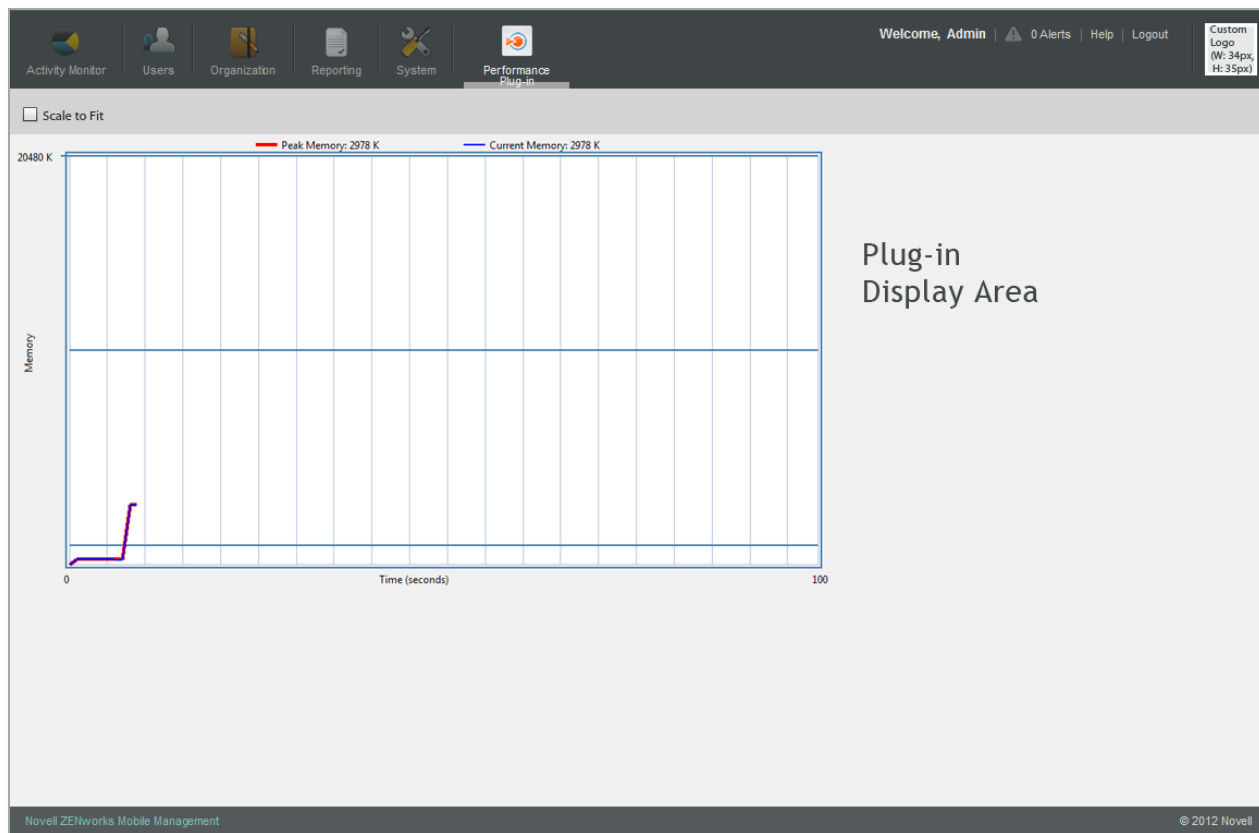 Activity Monitor
Users
Organization
Reporting
System
Performance
Plug-in
Welcome, Admin | 0 Alerts | Help | Logout
Custom
Logo
(W: 34px,
H: 35px)
Scale to Fit
20480 K
Peak Memory: 2978 K
Current Memory: 2978 K
Memory
Plug-in
Display Area
0
Time (seconds)
100
Novell ZENworks Mobile Management
© 2012 Novell